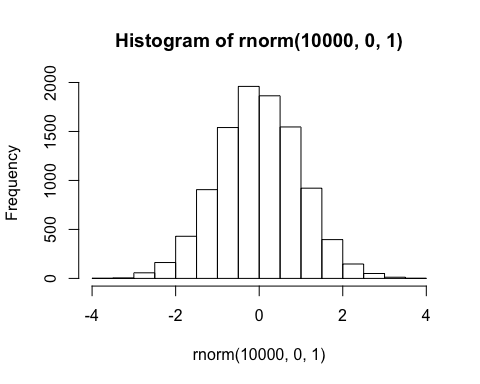 Histogram of rnorm(10000, 0, 1)
Frequency
2000
1500
1000
500
0
-4 -2 0 2 4
rnorm(10000, 0, 1)